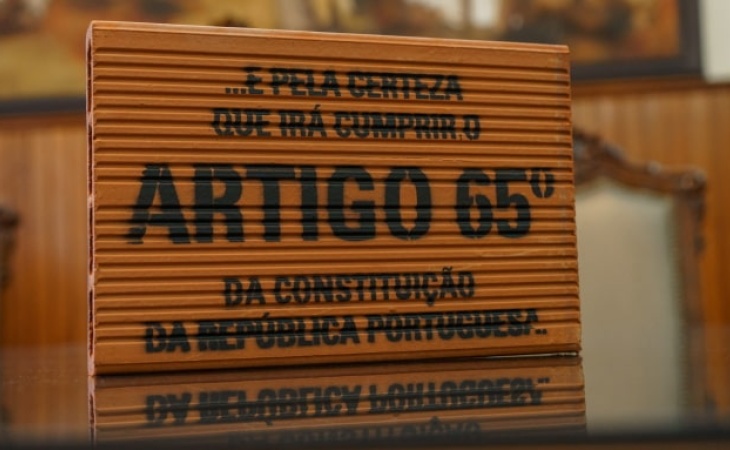 ...E PELA CERTEZA
QUE IRÁ CUMPRIR O
ARTIGO 65º
DA CONSTITUIÇÃO
DA REPÚBLICA PORTUGUESA..